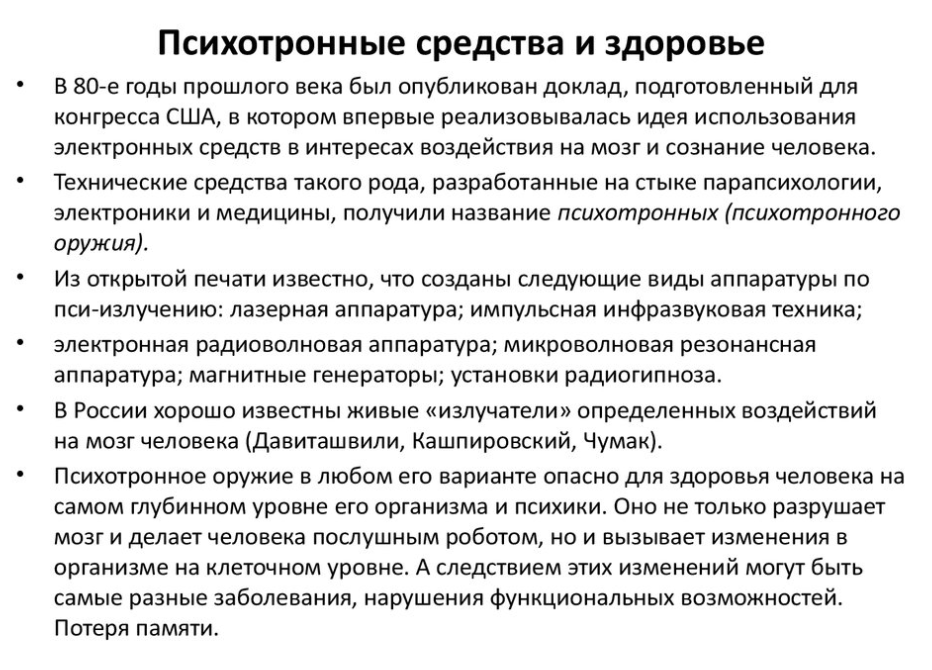 Психотронные средства и здоровье
• В 80-е годы прошлого века был опубликован доклад, подготовленный для
конгресса США, в котором впервые реализовывалась идея использования
электронных средств в интересах воздействия на мозг и сознание человека.
• Технические средства такого рода, разработанные на стыке парапсихологии,
электроники и медицины, получили название психотронных (психотронного
оружия).
• Из открытой печати известно, что созданы следующие виды аппаратуры по
пси-излучению: лазерная аппаратура; импульсная инфразвуковая техника;
• электронная радиоволновая аппаратура; микроволновая резонансная
аппаратура; магнитные генераторы; установки радиогипноза.
• В России хорошо известны живые «излучатели» определенных воздействий
на мозг человека (Давиташвили, Кашпировский, Чумак).
• Психотронное оружие в любом его варианте опасно для здоровья человека на
самом глубинном уровне его организма и психики. Оно не только разрушает
мозг и делает человека послушным роботом, но и вызывает изменения в
организме на клеточном уровне. А следствием этих изменений могут быть
самые разные заболевания, нарушения функциональных возможностей.
Потеря памяти.